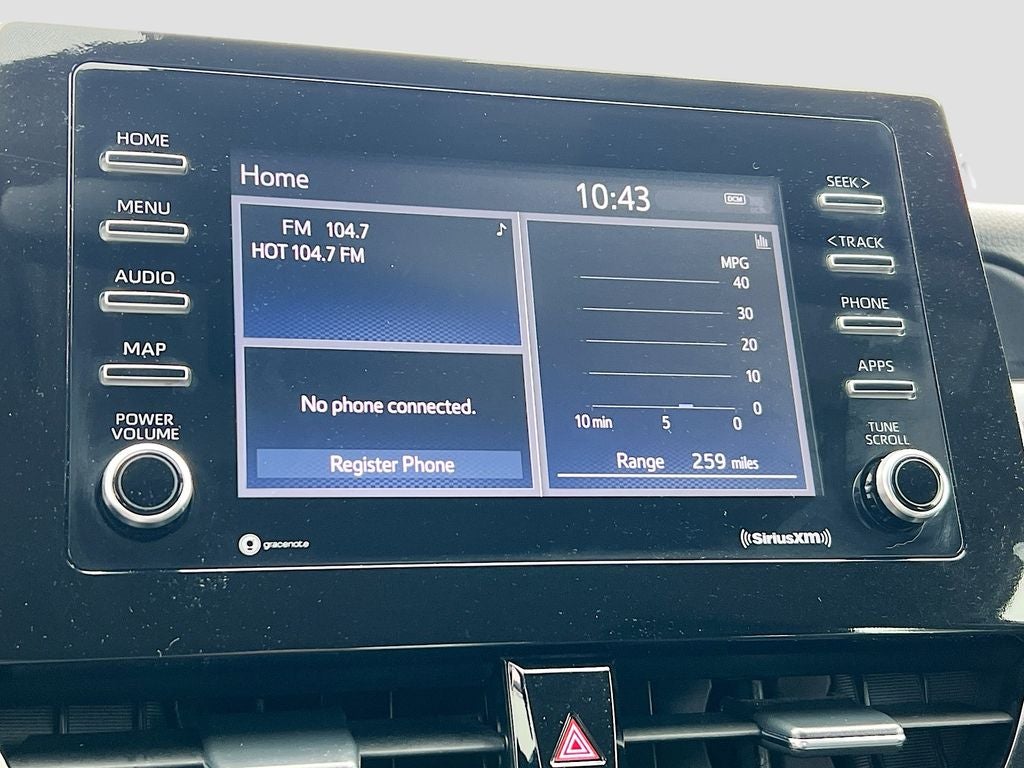 HOME
MENU
AUDIO
MAP
POWER
VOLUME
Home
10:43
DCM
FM 104.7
HOT 104.7 FM
No phone connected.
Register Phone
MPG
40
30
20
10
0
10 min 5 0
Range 259 miles
SEEK >
< TRACK
PHONE
APPS
TUNE
SCROLL
gracenote
SiriusXM